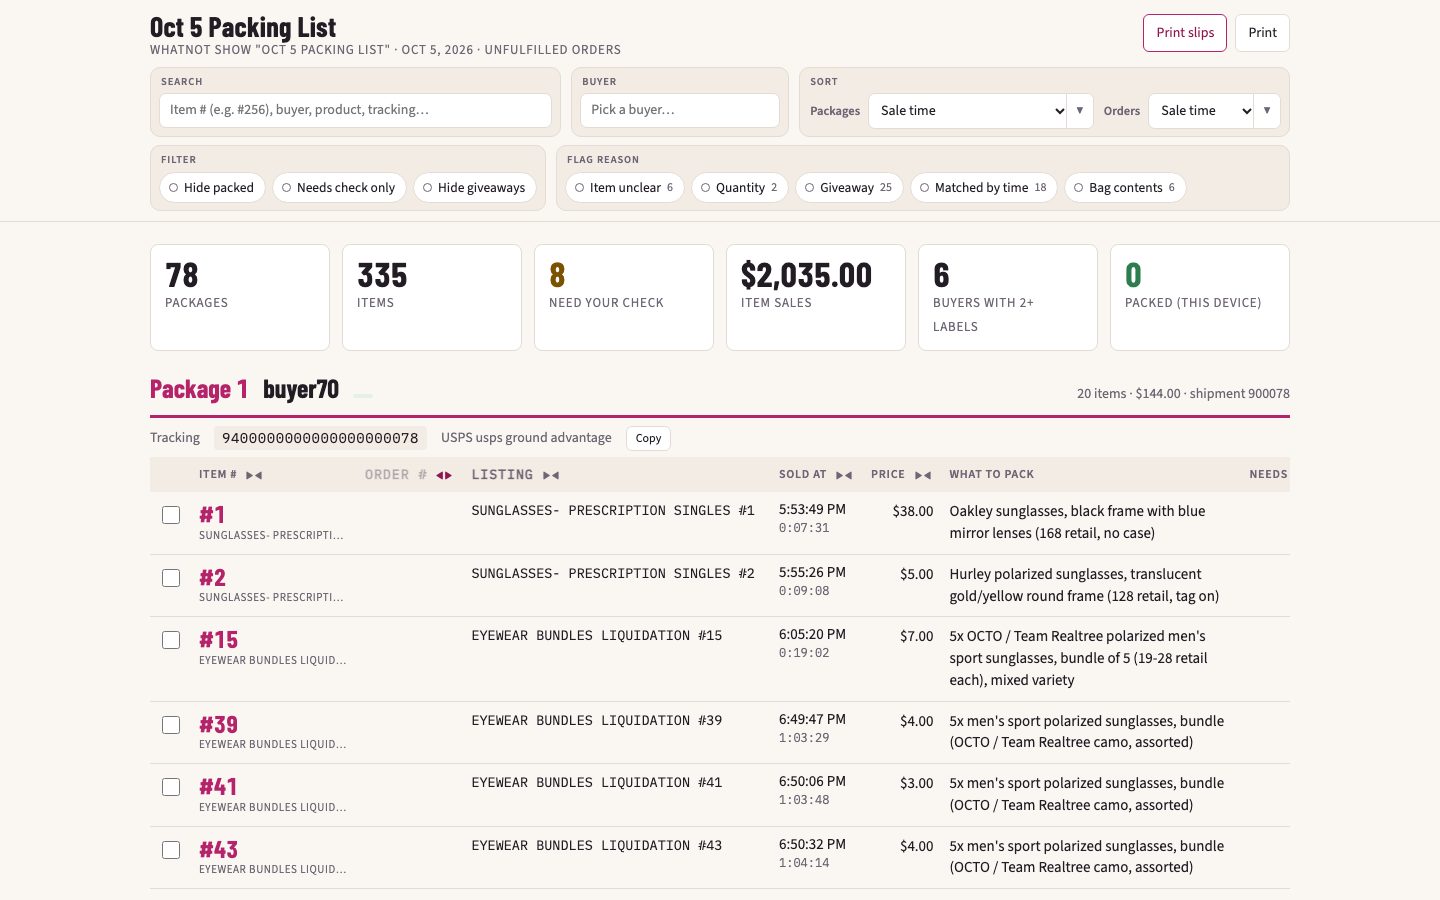 Oct 5 Packing List
WHATNOT SHOW "OCT 5 PACKING LIST" · OCT 5, 2026 · UNFULFILLED ORDERS
Print slips
Print
SEARCH
Item # (e.g. #256), buyer, product, tracking…
BUYER
Pick a buyer…
SORT
Packages Sale time ▼ Orders Sale time ▼
FILTER
Hide packed Needs check only Hide giveaways
FLAG REASON
Item unclear 6 Quantity 2 Giveaway 25 Matched by time 18 Bag contents 6
78
PACKAGES
335
ITEMS
8
NEED YOUR CHECK
$2,035.00
ITEM SALES
6
BUYERS WITH 2+
LABELS
0
PACKED (THIS DEVICE)
Package 1 buyer70
20 items · $144.00 · shipment 900078
Tracking 9400000000000000000078 USPS usps ground advantage Copy
ITEM # ORDER # LISTING SOLD AT PRICE WHAT TO PACK NEEDS
#1
SUNGLASSES- PRESCRIPTI…
SUNGLASSES- PRESCRIPTION SINGLES #1
5:53:49 PM
0:07:31
$38.00
Oakley sunglasses, black frame with blue
mirror lenses (168 retail, no case)
#2
SUNGLASSES- PRESCRIPTI…
SUNGLASSES- PRESCRIPTION SINGLES #2
5:55:26 PM
0:09:08
$5.00
Hurley polarized sunglasses, translucent
gold/yellow round frame (128 retail, tag on)
#15
EYEWEAR BUNDLES LIQUID…
EYEWEAR BUNDLES LIQUIDATION #15
6:05:20 PM
0:19:02
$7.00
5x OCTO / Team Realtree polarized men's
sport sunglasses, bundle of 5 (19-28 retail
each), mixed variety
#39
EYEWEAR BUNDLES LIQUID…
EYEWEAR BUNDLES LIQUIDATION #39
6:49:47 PM
1:03:29
$4.00
5x men's sport polarized sunglasses, bundle
(OCTO / Team Realtree camo, assorted)
#41
EYEWEAR BUNDLES LIQUID…
EYEWEAR BUNDLES LIQUIDATION #41
6:50:06 PM
1:03:48
$3.00
5x men's sport polarized sunglasses, bundle
(OCTO / Team Realtree camo, assorted)
#43
EYEWEAR BUNDLES LIQUID…
EYEWEAR BUNDLES LIQUIDATION #43
6:50:32 PM
1:04:14
$4.00
5x men's sport polarized sunglasses, bundle
(OCTO / Team Realtree camo, assorted)